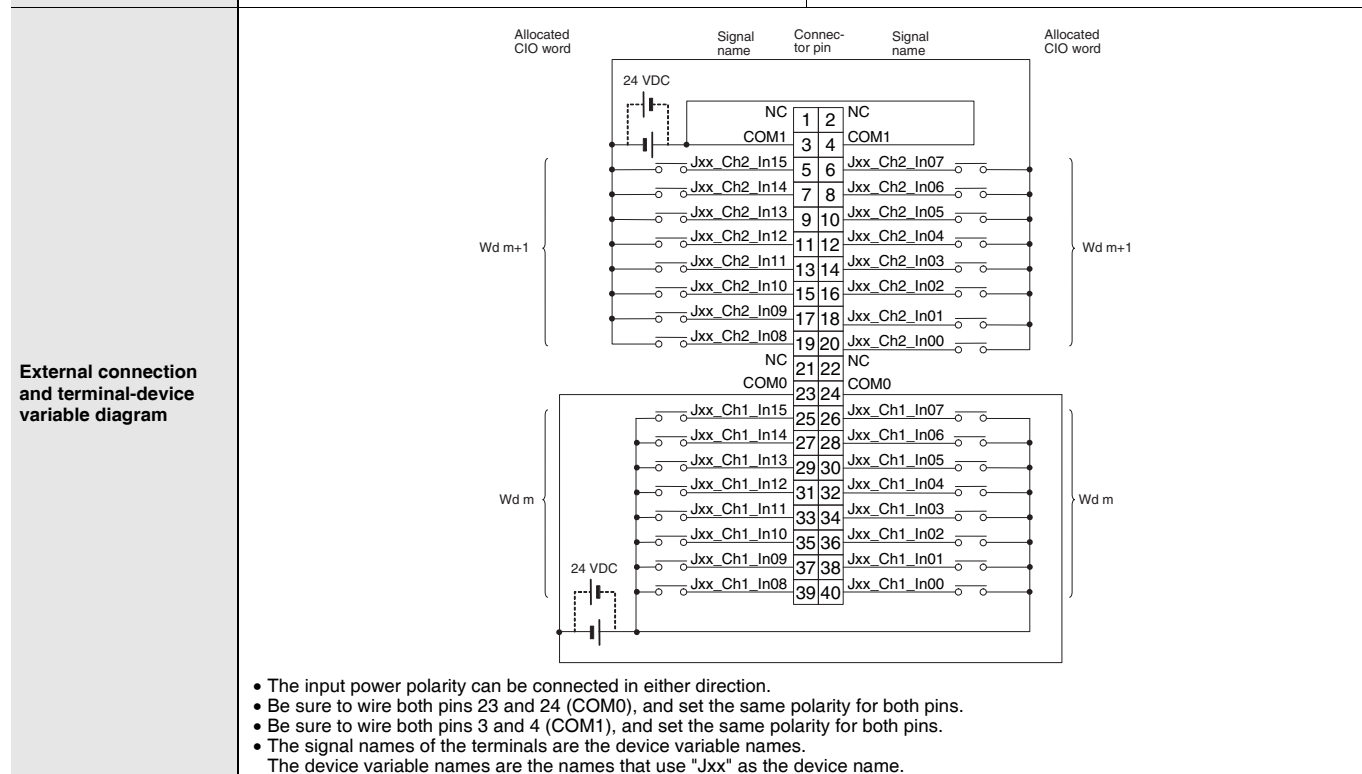 External connection
and terminal-device
variable diagram
Allocated
CIO word
Signal
name
Connec-
tor pin
Signal
name
Allocated
CIO word
24 VDC
NC 1 2 NC
COM1 3 4 COM1
Jxx_Ch2_In15 5 6 Jxx_Ch2_In07
Jxx_Ch2_In14 7 8 Jxx_Ch2_In06
Jxx_Ch2_In13 9 10 Jxx_Ch2_In05
Jxx_Ch2_In12 11 12 Jxx_Ch2_In04
Wd m+1
Wd m+1
Jxx_Ch2_In11 13 14 Jxx_Ch2_In03
Jxx_Ch2_In10 15 16 Jxx_Ch2_In02
Jxx_Ch2_In09 17 18 Jxx_Ch2_In01
Jxx_Ch2_In08 19 20 Jxx_Ch2_In00
NC 21 22 NC
COM0 23 24 COM0
Jxx_Ch1_In15 25 26 Jxx_Ch1_In07
Jxx_Ch1_In14 27 28 Jxx_Ch1_In06
Jxx_Ch1_In13 29 30 Jxx_Ch1_In05
Jxx_Ch1_In12 31 32 Jxx_Ch1_In04
Wd m
Wd m
Jxx_Ch1_In11 33 34 Jxx_Ch1_In03
Jxx_Ch1_In10 35 36 Jxx_Ch1_In02
Jxx_Ch1_In09 37 38 Jxx_Ch1_In01
24 VDC
Jxx_Ch1_In08 39 40 Jxx_Ch1_In00
• The input power polarity can be connected in either direction.
• Be sure to wire both pins 23 and 24 (COM0), and set the same polarity for both pins.
• Be sure to wire both pins 3 and 4 (COM1), and set the same polarity for both pins.
• The signal names of the terminals are the device variable names.
The device variable names are the names that use "Jxx" as the device name.